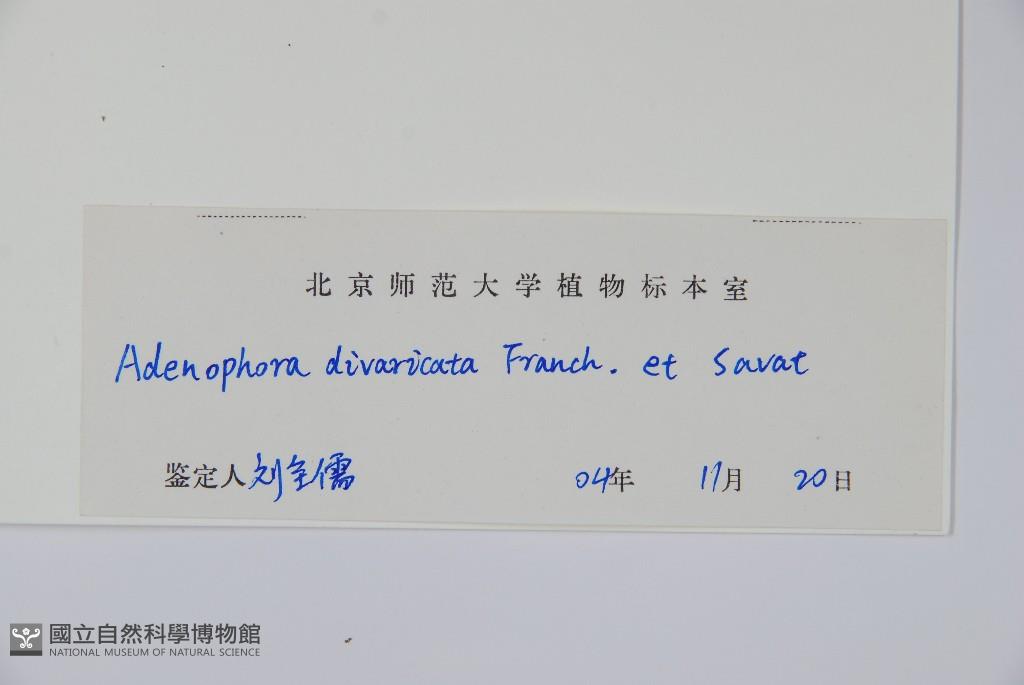 北京师范大学植物标本室
Adenophora divaricata Franch. et Savat
鉴定人 刘全儒 04年 11月 20日
國立自然科學博物館
NATIONAL MUSEUM OF NATURAL SCIENCE